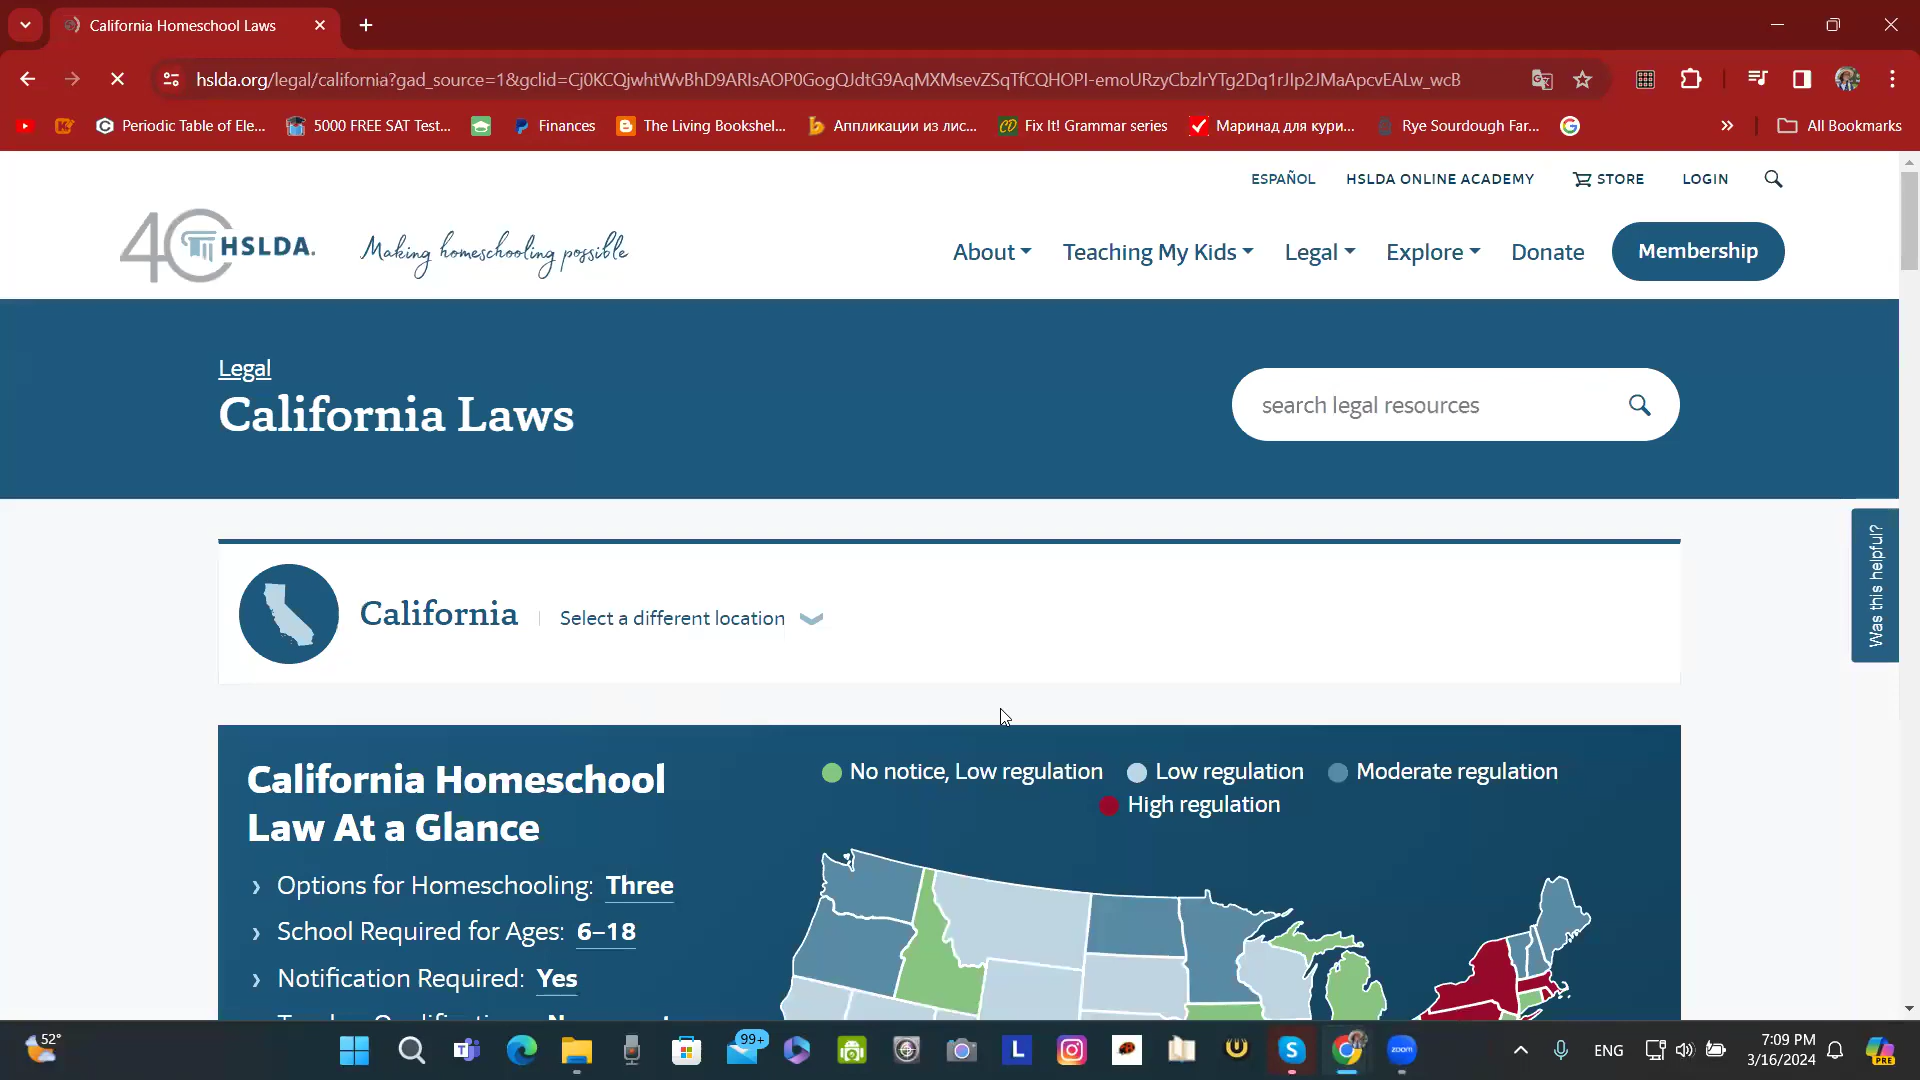 California Homeschool Laws
hslda.org/legal/california?gad_source=1&gclid=Cj0KCQjwhtWvBhD9ARIsAOP0GogQJdtG9AqMXMsevZSqTfCQHOPI-emoURzyCbzlrYTg2Dq1rJIp2JMaApcvEALw_wcB
Periodic Table of Ele...
5000 FREE SAT Test...
Finances
The Living Bookshel...
Аппликации из лис...
Fix It! Grammar series
Маринад для кури...
Rye Sourdough Far...
All Bookmarks
ESPAÑOL
HSLDA ONLINE ACADEMY
STORE
LOGIN
40 HSLDA.
Making homeschooling possible
About
Teaching My Kids
Legal
Explore
Donate
Membership
Legal
California Laws
search legal resources
Was this helpful?
California
Select a different location
California Homeschool
Law At a Glance
No notice, Low regulation
Low regulation
Moderate regulation
High regulation
Options for Homeschooling: Three
School Required for Ages: 6–18
Notification Required: Yes
52°
99+
L
S
zoom
ENG
7:09 PM
3/16/2024
PRE